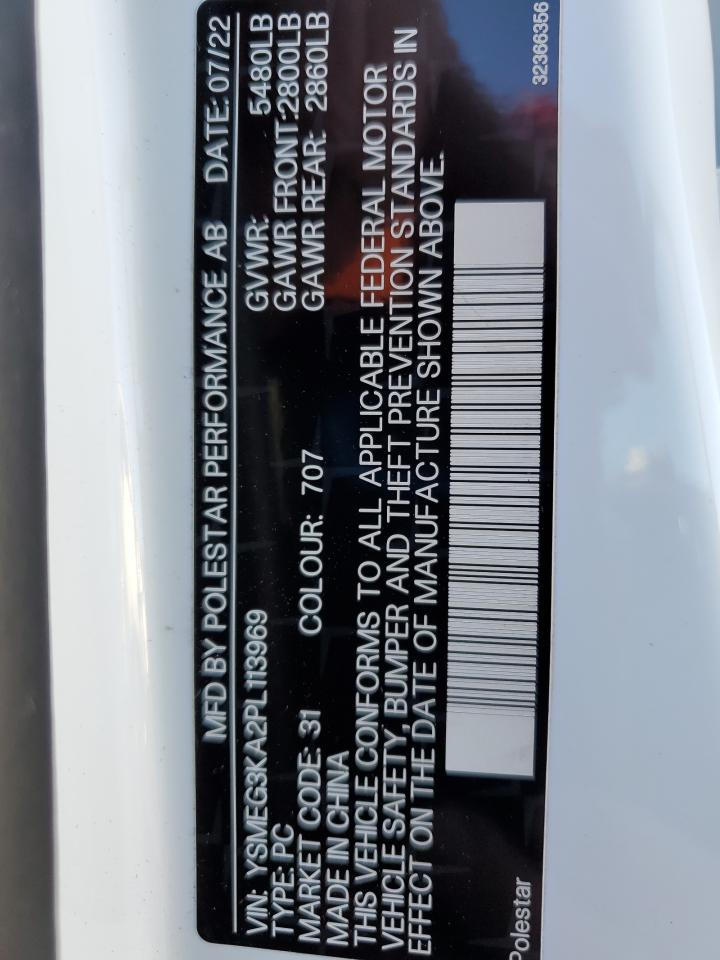 MFD BY POLESTAR PERFORMANCE AB DATE: 07/22
VIN: YSMEG3KA2PL113969 GVWR: 5480LB
TYPE: PC GAWR FRONT: 2800LB
MARKET CODE: 31 COLOUR: 707 GAWR REAR: 2860LB
MADE IN CHINA
THIS VEHICLE CONFORMS TO ALL APPLICABLE FEDERAL MOTOR
VEHICLE SAFETY, BUMPER AND THEFT PREVENTION STANDARDS IN
EFFECT ON THE DATE OF MANUFACTURE SHOWN ABOVE.
Polestar 32366356